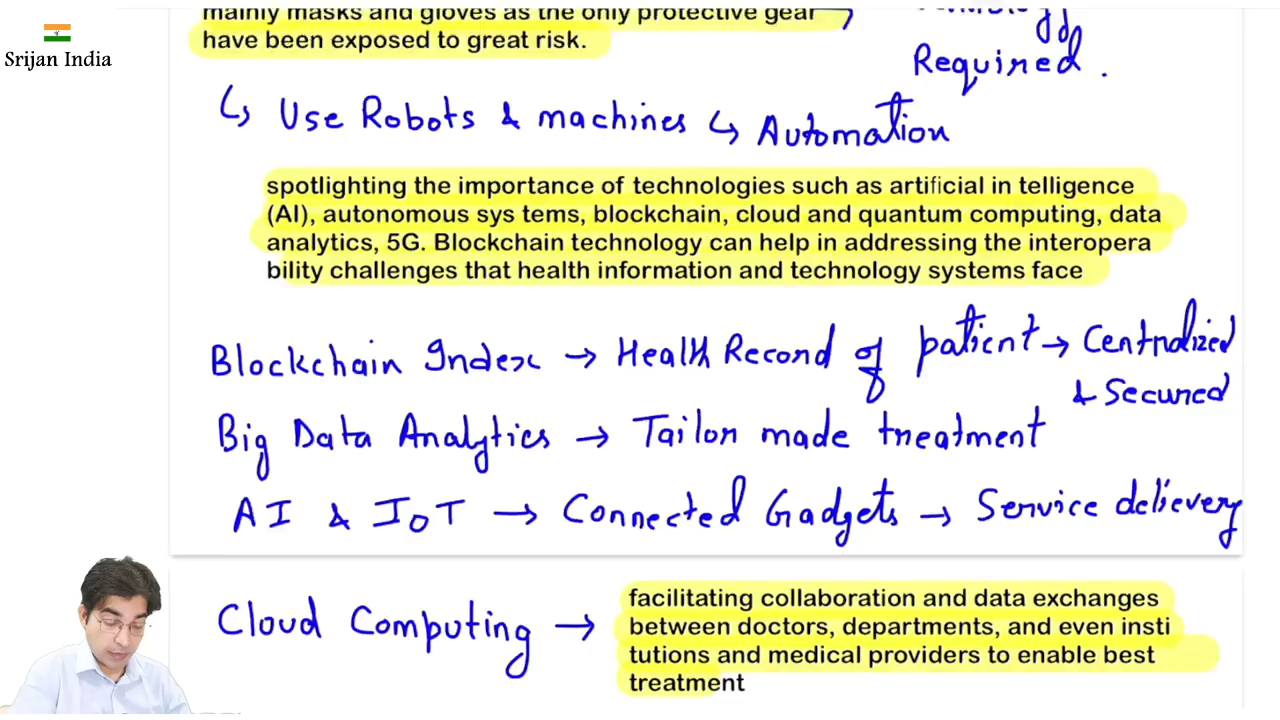 mainly masks and gloves as the only protective gear
have been exposed to great risk.
Srijan India
Required.
↳ Use Robots & machines ↳ Automation
spotlighting the importance of technologies such as artificial in telligence
(AI), autonomous sys tems, blockchain, cloud and quantum computing, data
analytics, 5G. Blockchain technology can help in addressing the interopera
bility challenges that health information and technology systems face
Blockchain Index → Health Record of patient → Centralized
& Secured
Big Data Analytics → Tailor made treatment
AI & IOT → Connected Gadgets → Service delievery
Cloud Computing →
facilitating collaboration and data exchanges
between doctors, departments, and even insti
tutions and medical providers to enable best
treatment